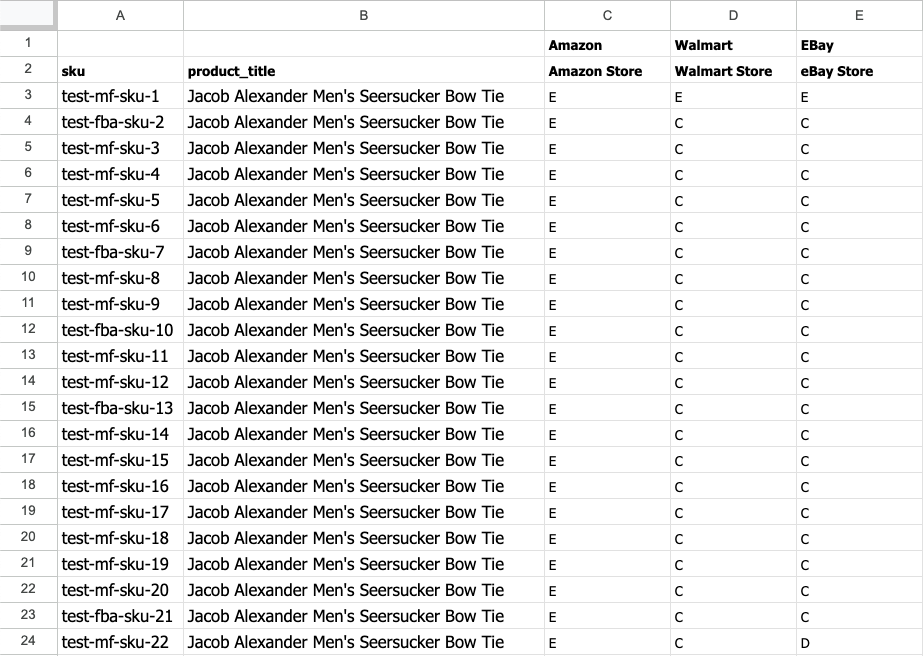 A B C D E
1 Amazon Walmart EBay
2 sku product_title Amazon Store Walmart Store eBay Store
3 test-mf-sku-1 Jacob Alexander Men's Seersucker Bow Tie E E E
4 test-fba-sku-2 Jacob Alexander Men's Seersucker Bow Tie E C C
5 test-mf-sku-3 Jacob Alexander Men's Seersucker Bow Tie E C C
6 test-mf-sku-4 Jacob Alexander Men's Seersucker Bow Tie E C C
7 test-mf-sku-5 Jacob Alexander Men's Seersucker Bow Tie E C C
8 test-mf-sku-6 Jacob Alexander Men's Seersucker Bow Tie E C C
9 test-fba-sku-7 Jacob Alexander Men's Seersucker Bow Tie E C C
10 test-mf-sku-8 Jacob Alexander Men's Seersucker Bow Tie E C C
11 test-mf-sku-9 Jacob Alexander Men's Seersucker Bow Tie E C C
12 test-fba-sku-10 Jacob Alexander Men's Seersucker Bow Tie E C C
13 test-mf-sku-11 Jacob Alexander Men's Seersucker Bow Tie E C C
14 test-mf-sku-12 Jacob Alexander Men's Seersucker Bow Tie E C C
15 test-fba-sku-13 Jacob Alexander Men's Seersucker Bow Tie E C C
16 test-mf-sku-14 Jacob Alexander Men's Seersucker Bow Tie E C C
17 test-mf-sku-15 Jacob Alexander Men's Seersucker Bow Tie E C C
18 test-mf-sku-16 Jacob Alexander Men's Seersucker Bow Tie E C C
19 test-mf-sku-17 Jacob Alexander Men's Seersucker Bow Tie E C C
20 test-mf-sku-18 Jacob Alexander Men's Seersucker Bow Tie E C C
21 test-mf-sku-19 Jacob Alexander Men's Seersucker Bow Tie E C C
22 test-mf-sku-20 Jacob Alexander Men's Seersucker Bow Tie E C C
23 test-fba-sku-21 Jacob Alexander Men's Seersucker Bow Tie E C C
24 test-mf-sku-22 Jacob Alexander Men's Seersucker Bow Tie E C D